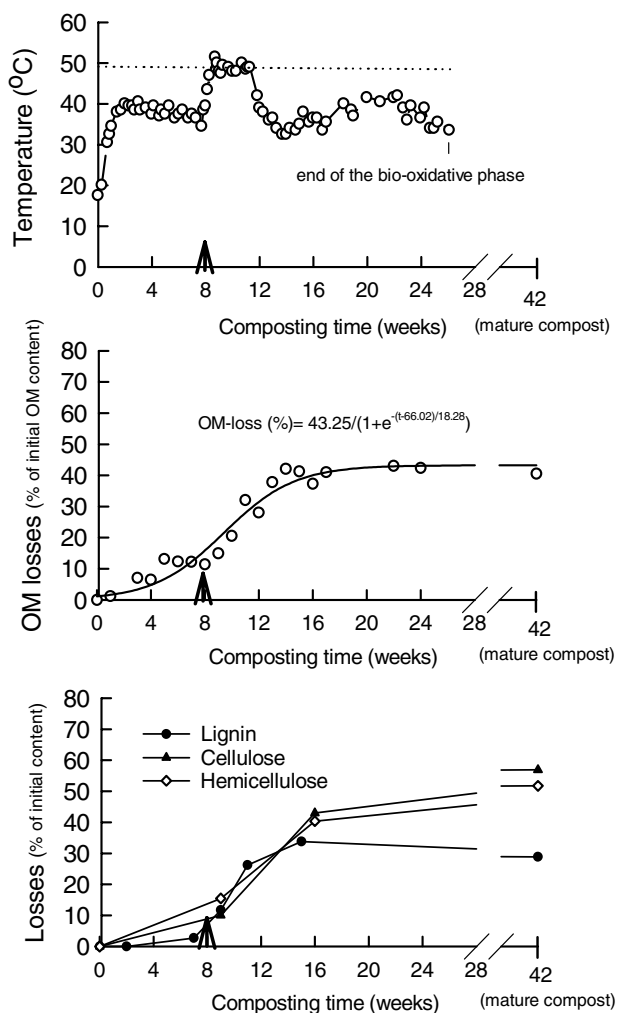 Temperature (ºC)
60
50
40
30
20
10
0
end of the bio-oxidative phase
0 4 8 12 16 20 24 28 42
Composting time (weeks) (mature compost)
OM losses (% of initial OM content)
80
70
60
50
40
30
20
10
0
OM-loss (%)= 43.25/(1+e-(t-66.02)/18.28)
0 4 8 12 16 20 24 28 42
Composting time (weeks) (mature compost)
Losses (% of initial content)
80
70
60
50
40
30
20
10
0
Lignin
Cellulose
Hemicellulose
0 4 8 12 16 20 24 28 42
Composting time (weeks) (mature compost)